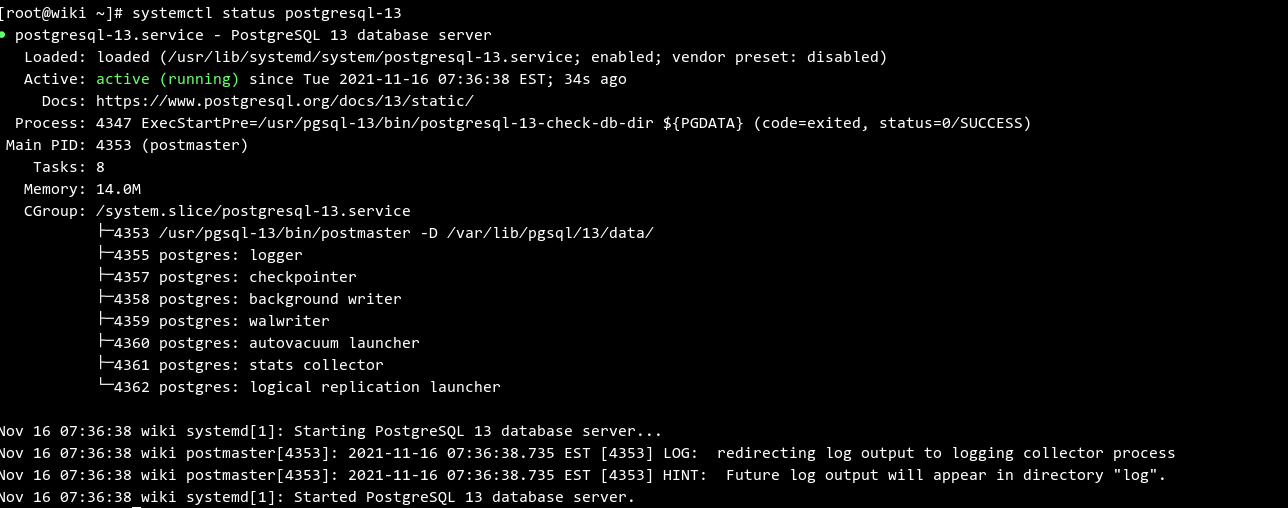 [root@wiki ~]# systemctl status postgresql-13
● postgresql-13.service - PostgreSQL 13 database server
   Loaded: loaded (/usr/lib/systemd/system/postgresql-13.service; enabled; vendor preset: disabled)
   Active: active (running) since Tue 2021-11-16 07:36:38 EST; 34s ago
     Docs: https://www.postgresql.org/docs/13/static/
  Process: 4347 ExecStartPre=/usr/pgsql-13/bin/postgresql-13-check-db-dir ${PGDATA} (code=exited, status=0/SUCCESS)
 Main PID: 4353 (postmaster)
    Tasks: 8
   Memory: 14.0M
   CGroup: /system.slice/postgresql-13.service
           ├─4353 /usr/pgsql-13/bin/postmaster -D /var/lib/pgsql/13/data/
           ├─4355 postgres: logger
           ├─4357 postgres: checkpointer
           ├─4358 postgres: background writer
           ├─4359 postgres: walwriter
           ├─4360 postgres: autovacuum launcher
           ├─4361 postgres: stats collector
           └─4362 postgres: logical replication launcher

Nov 16 07:36:38 wiki systemd[1]: Starting PostgreSQL 13 database server...
Nov 16 07:36:38 wiki postmaster[4353]: 2021-11-16 07:36:38.735 EST [4353] LOG:  redirecting log output to logging collector process
Nov 16 07:36:38 wiki postmaster[4353]: 2021-11-16 07:36:38.735 EST [4353] HINT:  Future log output will appear in directory "log".
Nov 16 07:36:38 wiki systemd[1]: Started PostgreSQL 13 database server.